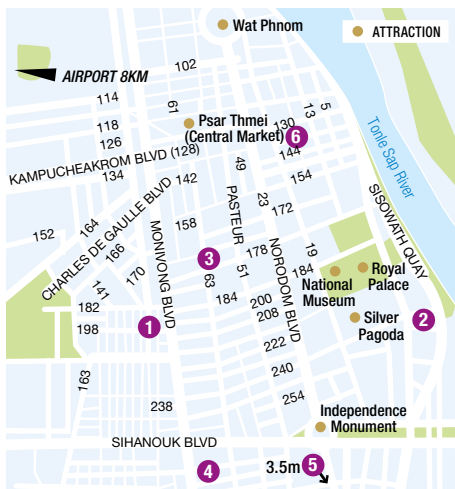 Wat Phnom
ATTRACTION
AIRPORT 8KM
102
114
61
13
5
118
Psar Thmei
(Central Market)
130
6
126
KAMPUCHEAKROM BLVD (128)
144
134
142
49
154
Tonle Sap River
CHARLES DE GAULLE BLVD
PASTEUR
23
SISOWATH QUAY
164
158
172
152
166
MONIVONG BLVD
3
178
NORODOM BLVD
19
170
63
51
184
National
Museum
Royal
Palace
141
184
200
182
208
Silver
Pagoda
2
198
1
222
163
240
238
254
Independence
Monument
SIHANOUK BLVD
4
3.5m
5